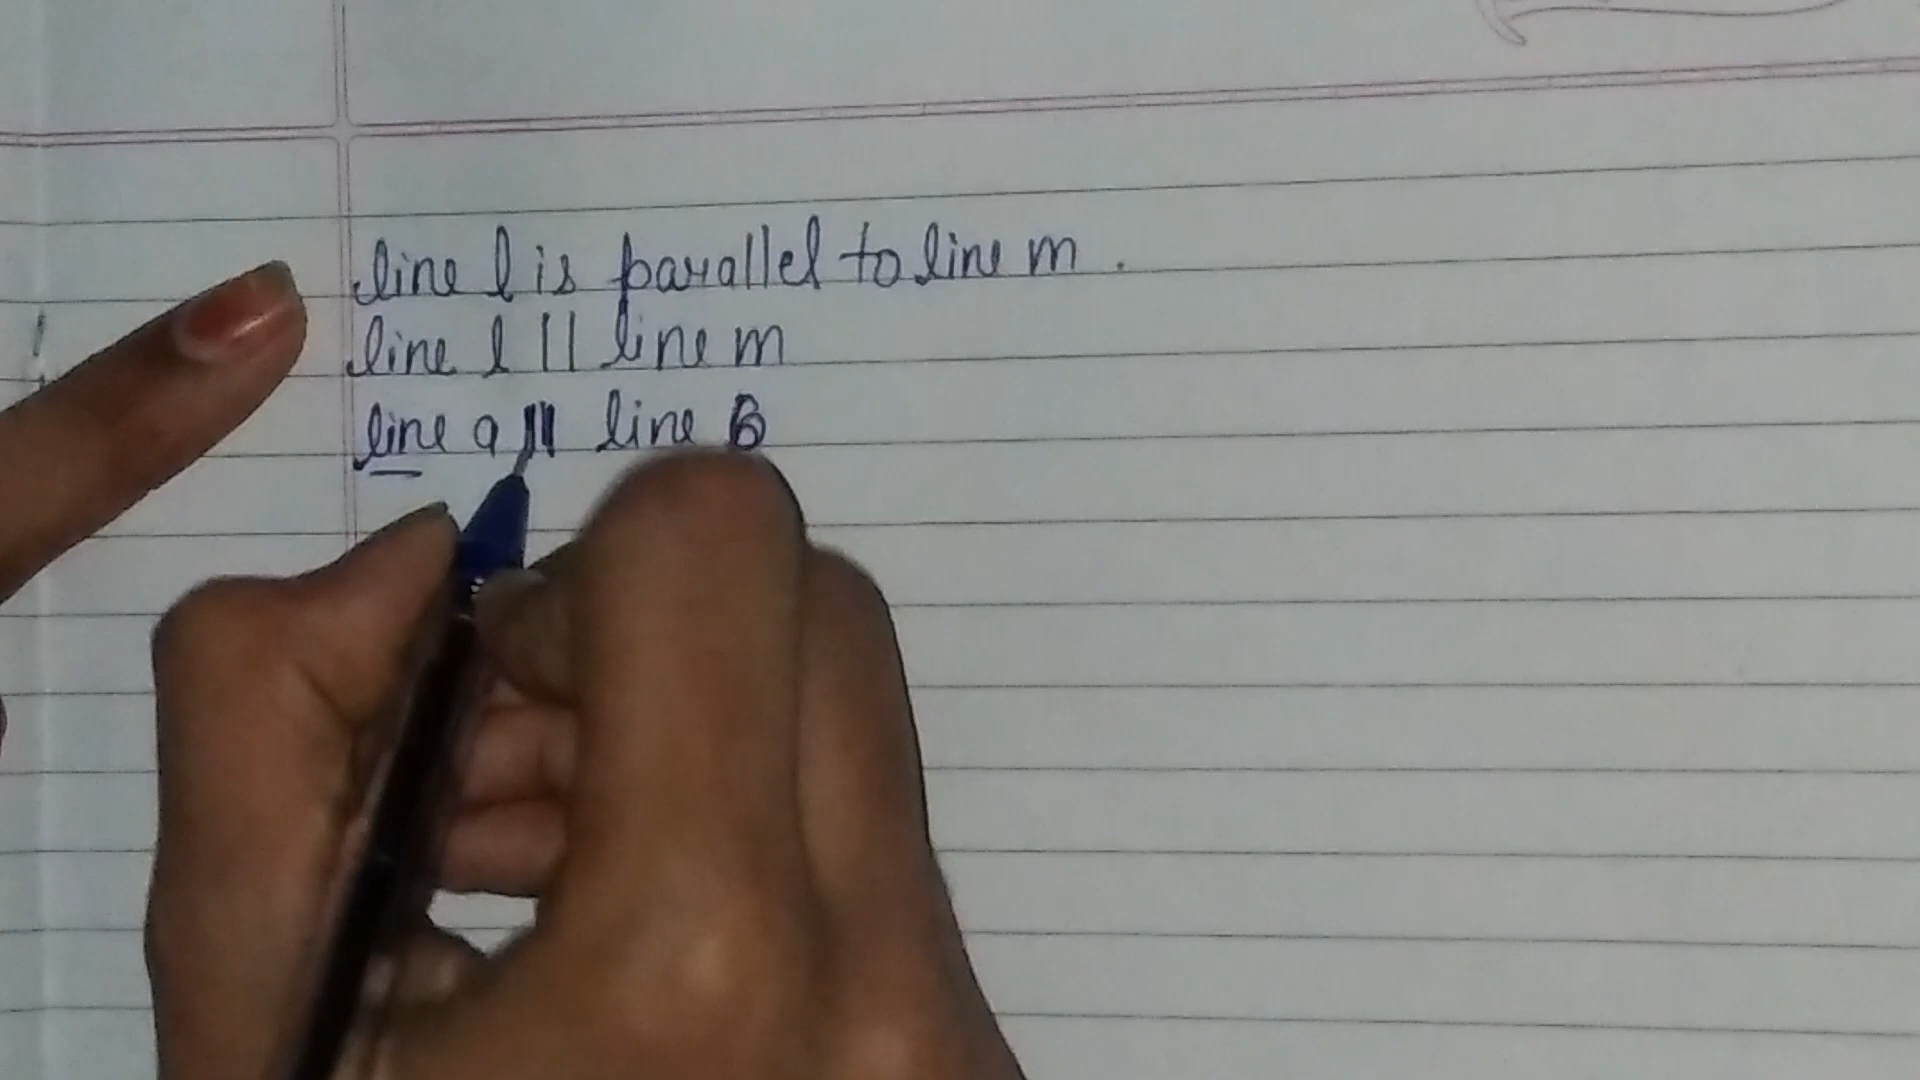 line l is parallel to line m .
line l || line m
line a || line b